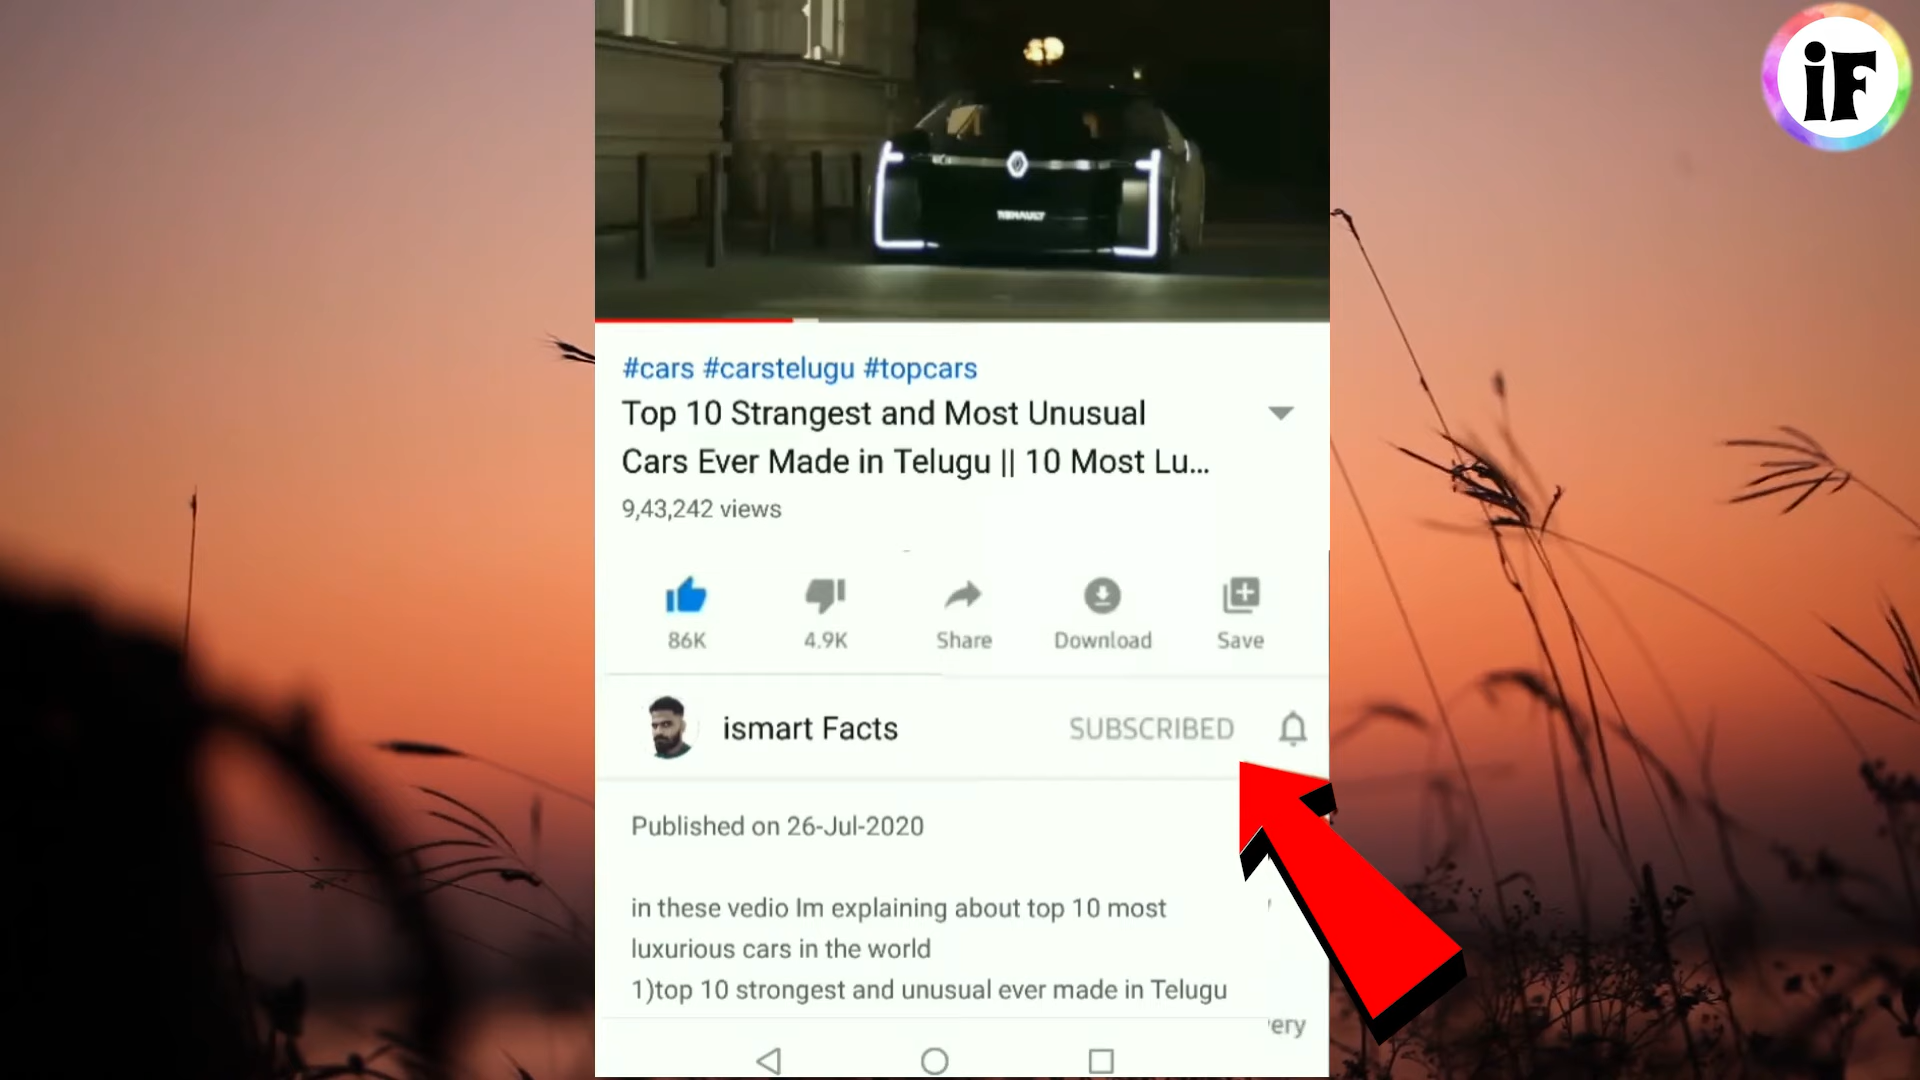 iF
RENAULT
#cars #carstelugu #topcars
Top 10 Strangest and Most Unusual
Cars Ever Made in Telugu || 10 Most Lu...
9,43,242 views
86K
4.9K
Share
Download
Save
ismart Facts
SUBSCRIBED
Published on 26-Jul-2020
in these vedio Im explaining about top 10 most
luxurious cars in the world
1)top 10 strongest and unusual ever made in Telugu
ery